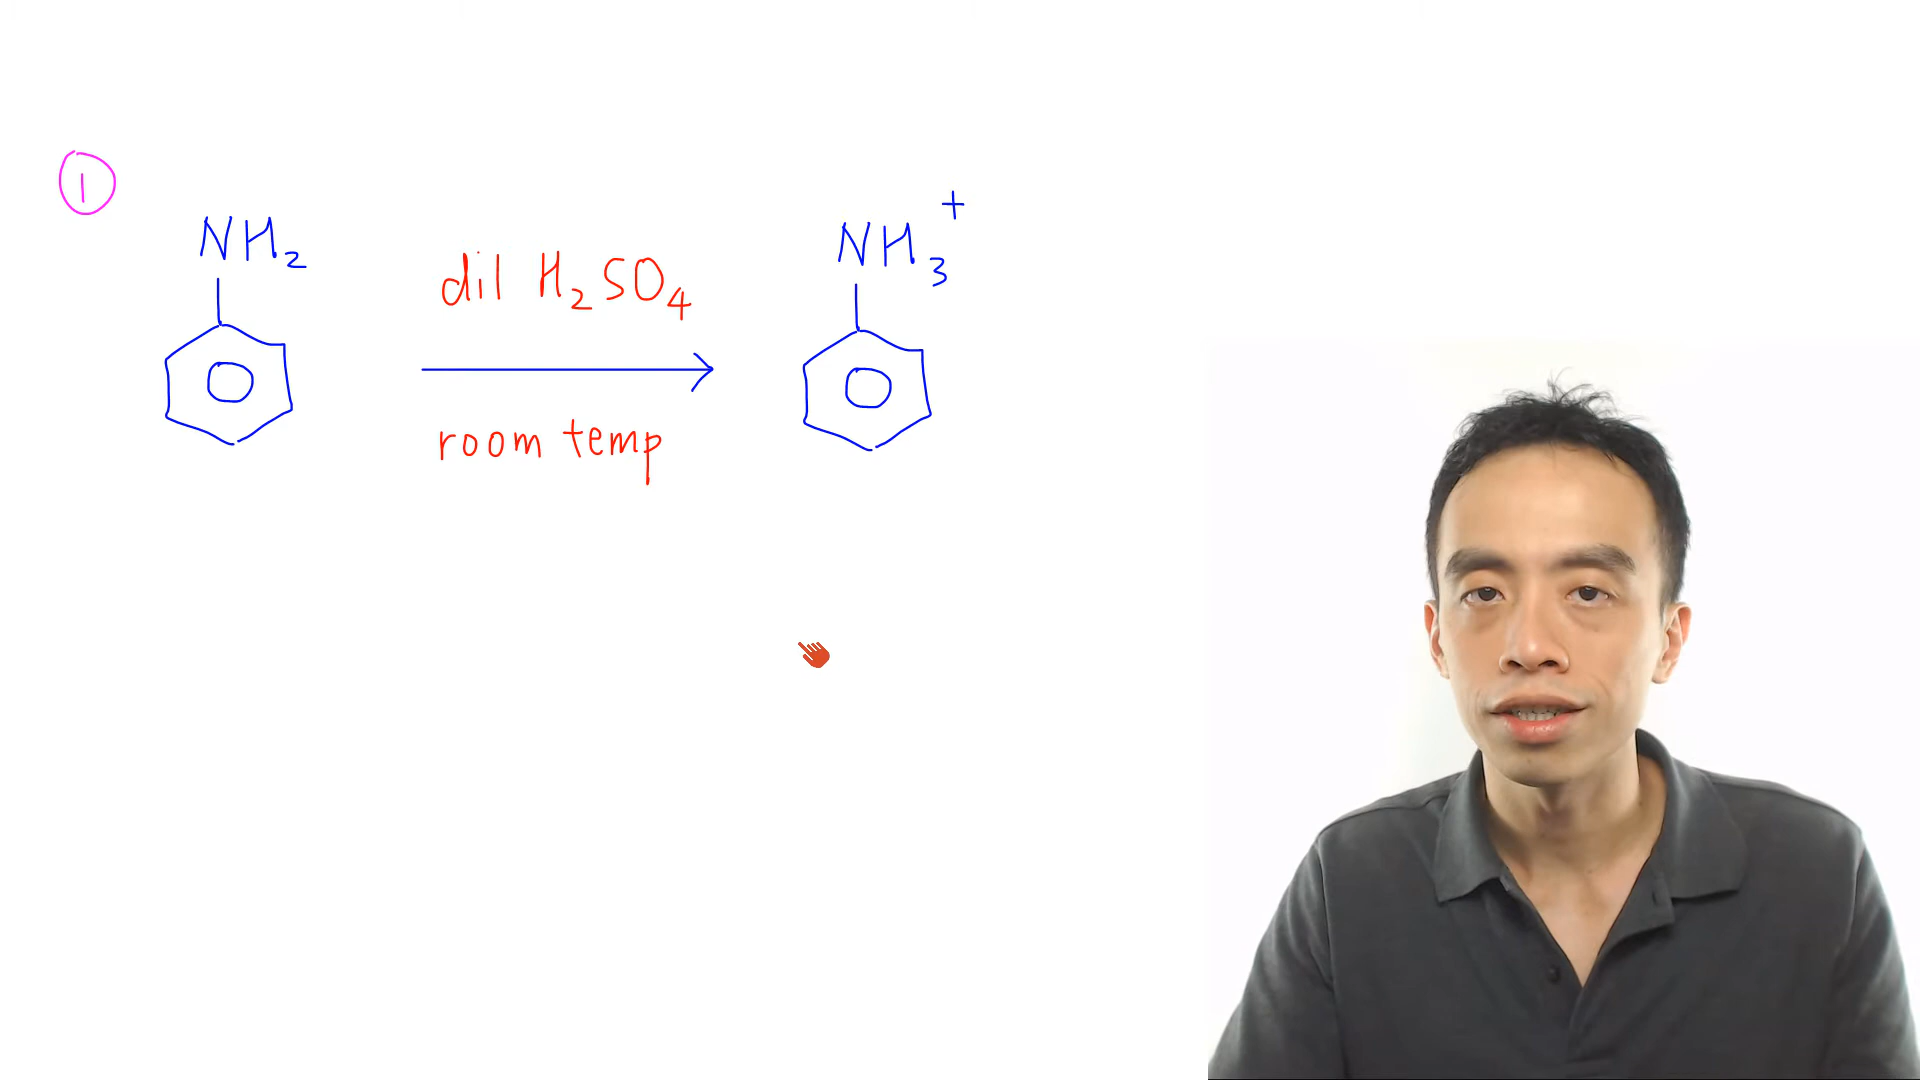 1
NH₂
dil H₂SO₄
room temp
NH₃⁺